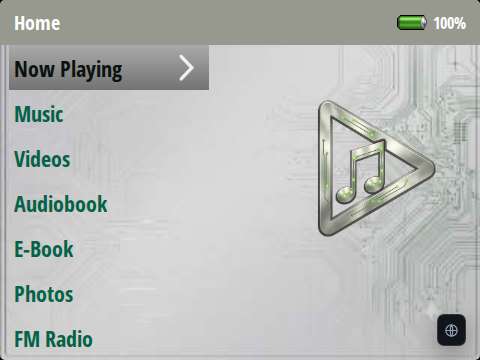 Home
100%
Now Playing
Music
Videos
Audiobook
E-Book
Photos
FM Radio